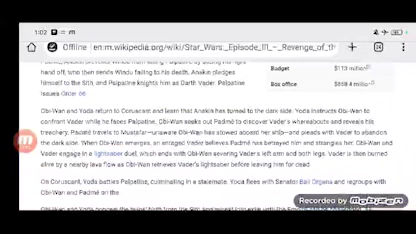 1:02
Offline en.m.wikipedia.org/wiki/Star_Wars:_Episode_III_–_Revenge_of_th
24
hand off, who then sends Windu falling to his death. Anakin pledges
himself to the Sith, and Palpatine knights him as Darth Vader. Palpatine
issues Order 66
Budget $113 million
Box office million
Obi-Wan and Yoda return to Coruscant and learn that Anakin has turned to the dark side. Yoda instructs Obi-Wan to
confront Vader while he faces Palpatine. Obi-Wan seeks out Padmé to discover Vader's whereabouts and reveals his
treachery. Padmé travels to Mustafar—unaware Obi-Wan has stowed aboard her ship—and pleads with Vader to abandon
the dark side. When Obi-Wan emerges, an enraged Vader believes Padmé has betrayed him and strangles her. Obi-Wan and
Vader engage in a lightsaber duel, which ends with Obi-Wan severing Vader's left arm and both legs. Vader is then burned
alive by a nearby lava flow as Obi-Wan retrieves Vader's lightsaber before leaving him for dead
On Coruscant, Yoda battles Palpatine, culminating in a stalemate. Yoda flees with Senator Bail Organa and regroups with
Obi-Wan and Padmé on the
Recorded by
MOBIZEN